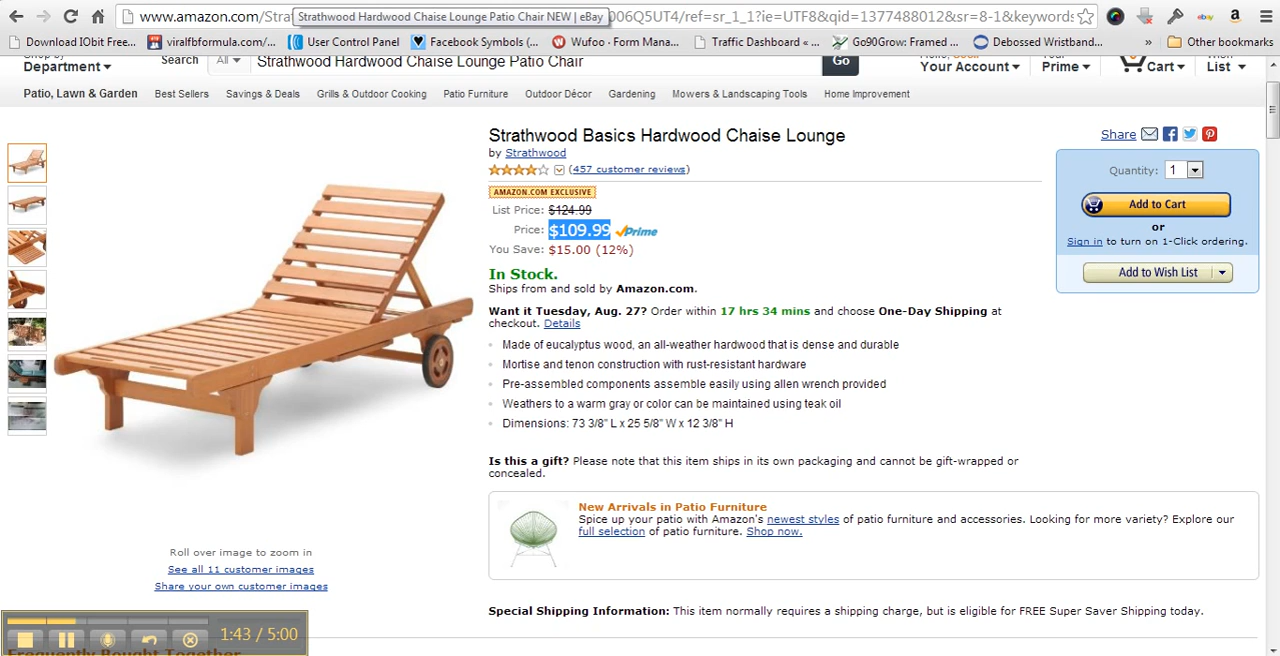 www.amazon.com/Strat
Strathwood Hardwood Chaise Lounge Patio Chair NEW | eBay
006Q5UT4/ref=sr_1_1?ie=UTF8&qid=1377488012&sr=8-1&keywords
Download IObit Free...
viralfbformula.com/...
User Control Panel
Facebook Symbols (...
Wufoo - Form Mana...
Traffic Dashboard « ...
Go90Grow: Framed ...
Debossed Wristband...
»
Other bookmarks
Department
Search
All
Strathwood Hardwood Chaise Lounge Patio Chair
Go
Your Account
Prime
Cart
List
Patio, Lawn & Garden
Best Sellers
Savings & Deals
Grills & Outdoor Cooking
Patio Furniture
Outdoor Décor
Gardening
Mowers & Landscaping Tools
Home Improvement
Strathwood Basics Hardwood Chaise Lounge
by Strathwood
(457 customer reviews)
AMAZON.COM EXCLUSIVE
List Price: $124.99
Price: $109.99 Prime
You Save: $15.00 (12%)
In Stock.
Ships from and sold by Amazon.com.
Want it Tuesday, Aug. 27? Order within 17 hrs 34 mins and choose One-Day Shipping at
checkout. Details
Made of eucalyptus wood, an all-weather hardwood that is dense and durable
Mortise and tenon construction with rust-resistant hardware
Pre-assembled components assemble easily using allen wrench provided
Weathers to a warm gray or color can be maintained using teak oil
Dimensions: 73 3/8" L x 25 5/8" W x 12 3/8" H
Is this a gift? Please note that this item ships in its own packaging and cannot be gift-wrapped or
concealed.
New Arrivals in Patio Furniture
Spice up your patio with Amazon's newest styles of patio furniture and accessories. Looking for more variety? Explore our
full selection of patio furniture. Shop now.
Special Shipping Information: This item normally requires a shipping charge, but is eligible for FREE Super Saver Shipping today.
Share
Quantity: 1
Add to Cart
or
Sign in to turn on 1-Click ordering.
Add to Wish List
Roll over image to zoom in
See all 11 customer images
Share your own customer images
1:43 / 5:00
Frequently Bought Together